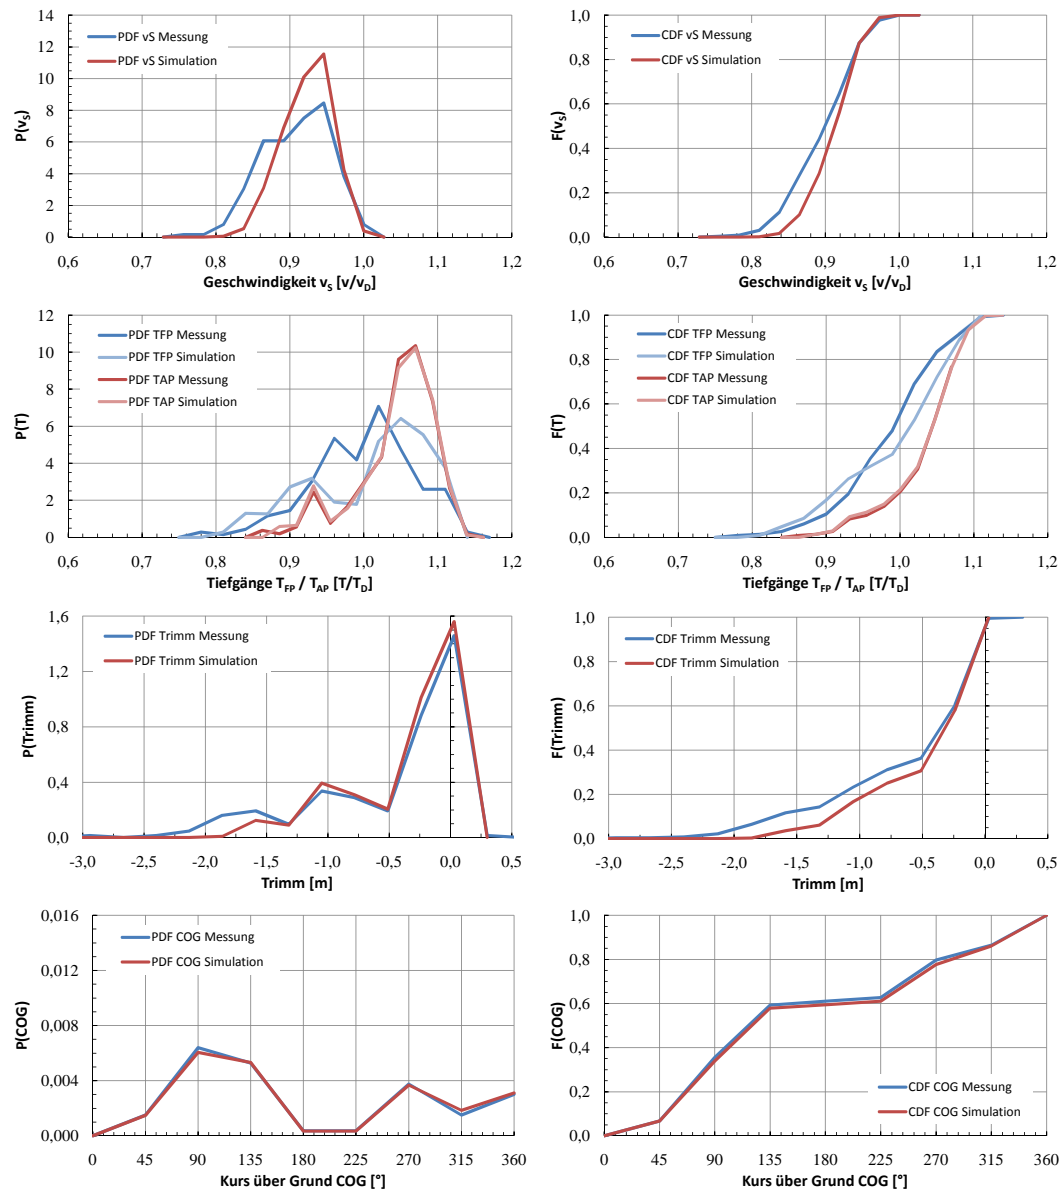 14
12
10
8
6
4
2
0
P(vS)
PDF vS Messung
PDF vS Simulation
0,6 0,7 0,8 0,9 1,0 1,1 1,2
Geschwindigkeit vS [v/vD]
1,0
0,8
0,6
0,4
0,2
0,0
F(vS)
CDF vS Messung
CDF vS Simulation
0,6 0,7 0,8 0,9 1,0 1,1 1,2
Geschwindigkeit vS [v/vD]
12
10
8
6
4
2
0
P(T)
PDF TFP Messung
PDF TFP Simulation
PDF TAP Messung
PDF TAP Simulation
0,6 0,7 0,8 0,9 1,0 1,1 1,2
Tiefgänge TFP / TAP [T/TD]
1,0
0,8
0,6
0,4
0,2
0,0
F(T)
CDF TFP Messung
CDF TFP Simulation
CDF TAP Messung
CDF TAP Simulation
0,6 0,7 0,8 0,9 1,0 1,1 1,2
Tiefgänge TFP / TAP [T/TD]
1,6
1,2
0,8
0,4
0,0
P(Trimm)
PDF Trimm Messung
PDF Trimm Simulation
-3,0 -2,5 -2,0 -1,5 -1,0 -0,5 0,0 0,5
Trimm [m]
1,0
0,8
0,6
0,4
0,2
0,0
F(Trimm)
CDF Trimm Messung
CDF Trimm Simulation
-3,0 -2,5 -2,0 -1,5 -1,0 -0,5 0,0 0,5
Trimm [m]
0,016
0,012
0,008
0,004
0,000
P(COG)
PDF COG Messung
PDF COG Simulation
0 45 90 135 180 225 270 315 360
Kurs über Grund COG [°]
1,0
0,8
0,6
0,4
0,2
0,0
F(COG)
CDF COG Messung
CDF COG Simulation
0 45 90 135 180 225 270 315 360
Kurs über Grund COG [°]